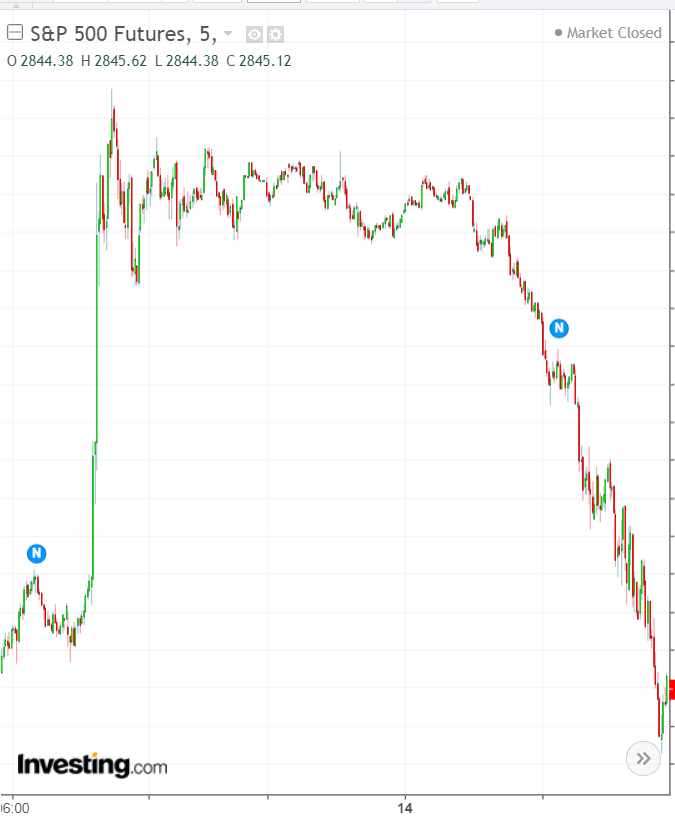 S&P 500 Futures, 5,
Market Closed
O 2844.38 H 2845.62 L 2844.38 C 2845.12
N
N
Investing.com
06:00
14